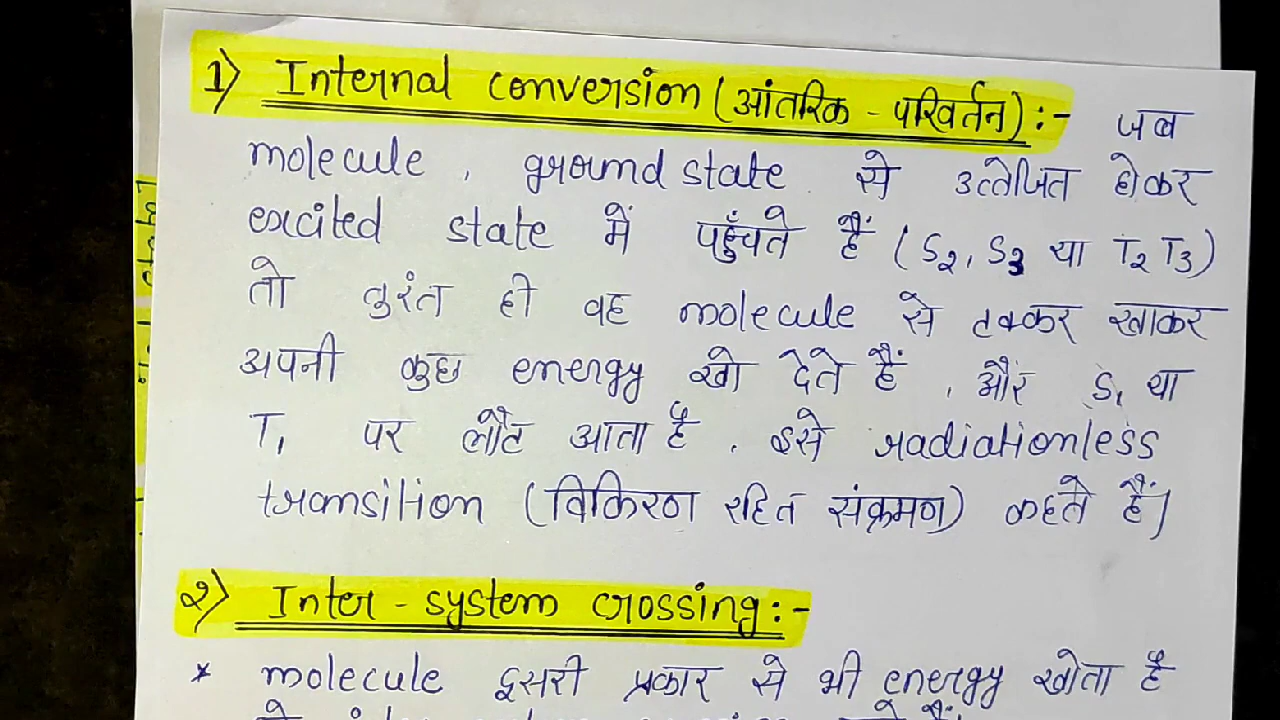 1) Internal conversion (आंतरिक - परिवर्तन) :- जब
molecule, ground state से उत्तेजित होकर
excited state में पहुँचते हैं (S2, S3 या T2 T3)
तो तुरंत ही वह molecule से टक्कर खाकर
अपनी कुछ energy खो देते हैं, और S1 या
T1 पर लौट आता है. इसे radiationless
transition (विकिरण रहित संक्रमण) कहते हैं।
2) Inter - system crossing :-
* molecule दूसरी प्रकार से भी energy खोता है